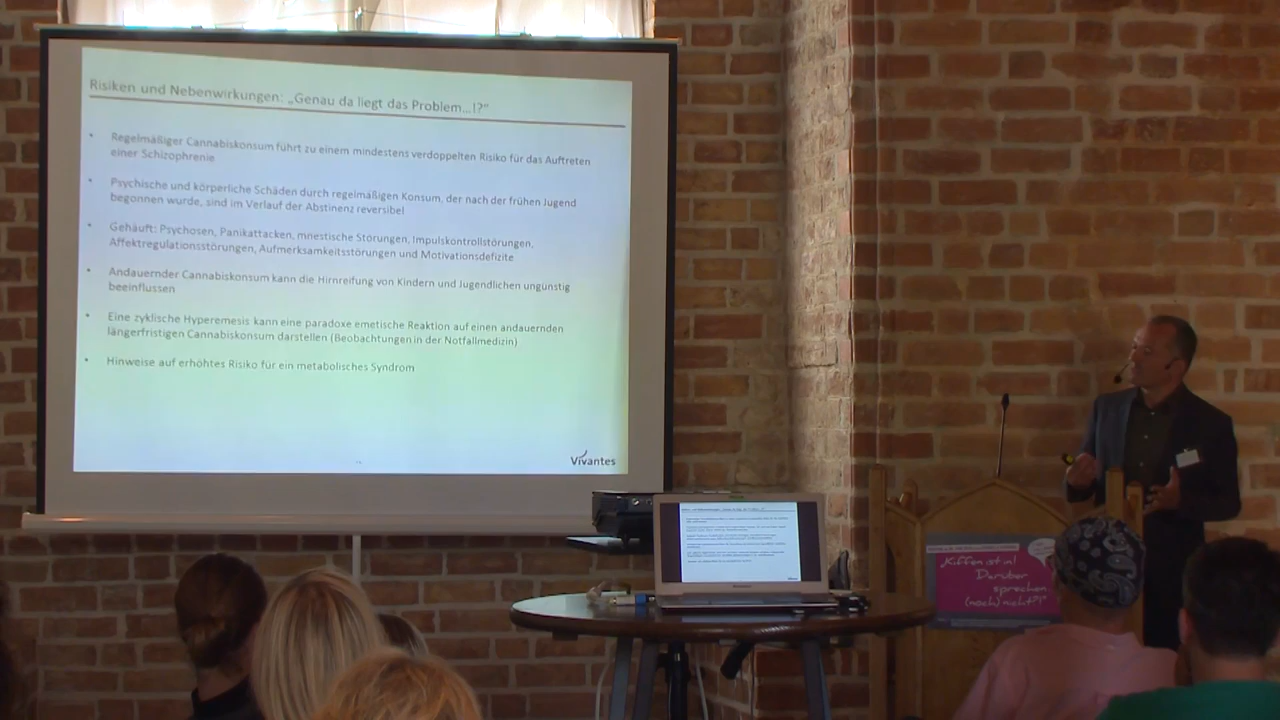 Risiken und Nebenwirkungen: „Genau da liegt das Problem...!?"
• Regelmäßiger Cannabiskonsum führt zu einem mindestens verdoppelten Risiko für das Auftreten
einer Schizophrenie
• Psychische und körperliche Schäden durch regelmäßigen Konsum, der nach der frühen Jugend
begonnen wurde, sind im Verlauf der Abstinenz reversibel
• Gehäuft: Psychosen, Panikattacken, mnestische Störungen, Impulskontrollstörungen,
Affektregulationsstörungen, Aufmerksamkeitsstörungen und Motivationsdefizite
• Andauernder Cannabiskonsum kann die Hirnreifung von Kindern und Jugendlichen ungünstig
beeinflussen
• Eine zyklische Hyperemesis kann eine paradoxe emetische Reaktion auf einen andauernden
längerfristigen Cannabiskonsum darstellen (Beobachtungen in der Notfallmedizin)
• Hinweise auf erhöhtes Risiko für ein metabolisches Syndrom
Vivantes
„Kiffen ist in!
Darüber
sprechen
(noch) nicht?!"